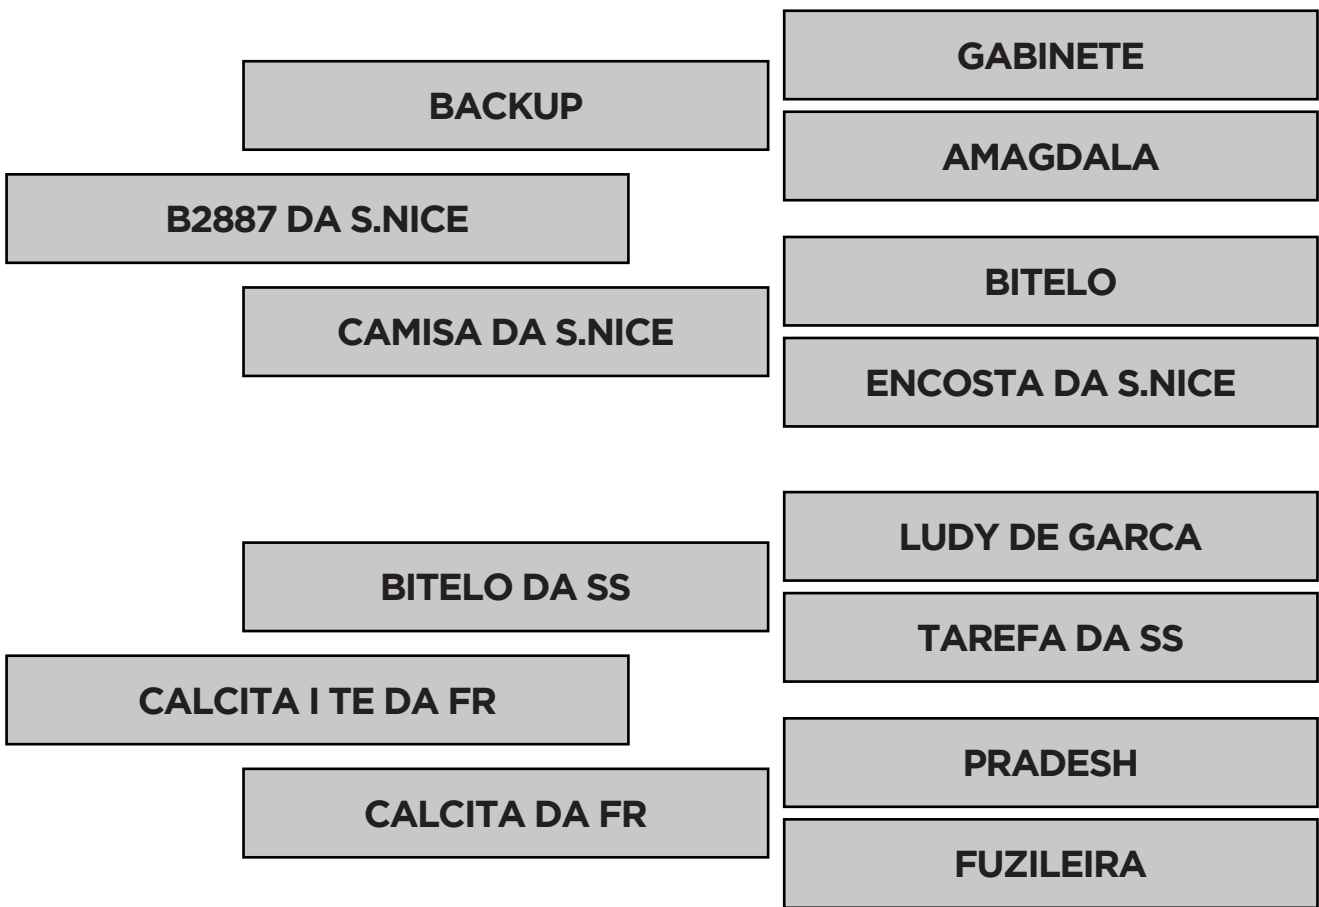 GABINETE
BACKUP
AMAGDALA
B2887 DA S.NICE
BITELO
CAMISA DA S.NICE
ENCOSTA DA S.NICE
LUDY DE GARCA
BITELO DA SS
TAREFA DA SS
CALCITA I TE DA FR
PRADESH
CALCITA DA FR
FUZILEIRA